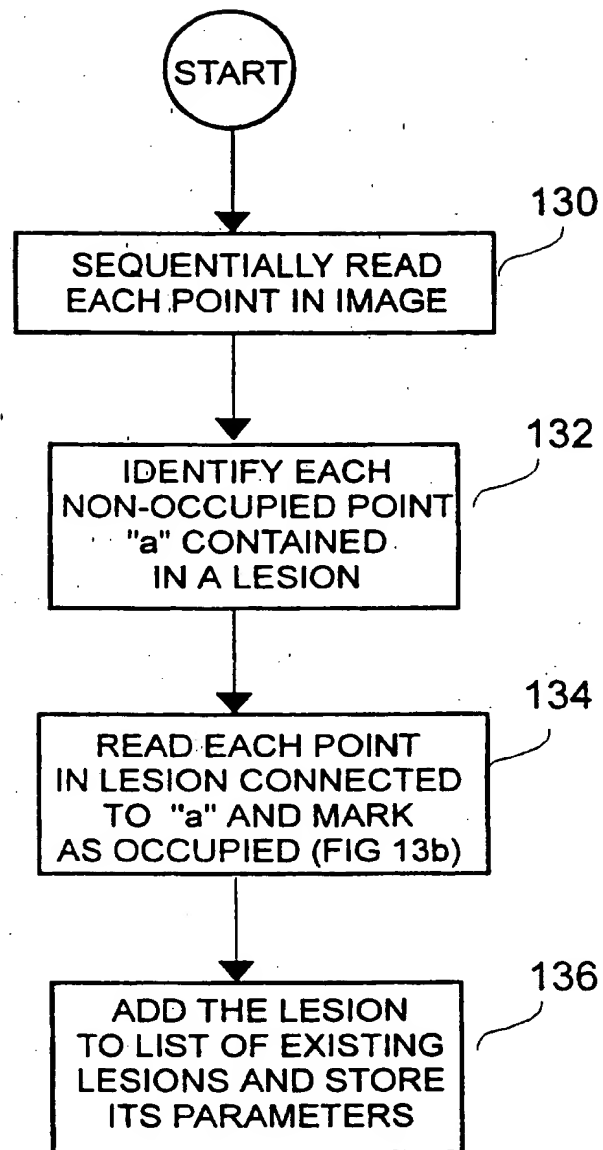 START
130
SEQUENTIALLY READ
EACH POINT IN IMAGE
132
IDENTIFY EACH
NON-OCCUPIED POINT
"a" CONTAINED
IN A LESION
134
READ EACH POINT
IN LESION CONNECTED
TO "a" AND MARK
AS OCCUPIED (FIG 13b)
136
ADD THE LESION
TO LIST OF EXISTING
LESIONS AND STORE
ITS PARAMETERS